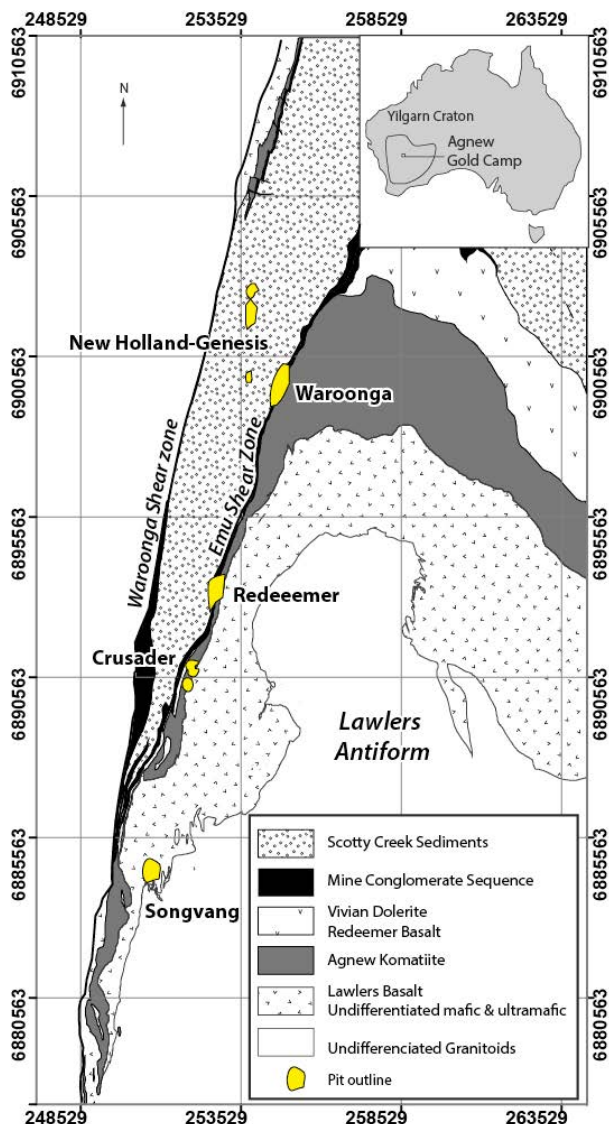 248529 253529 258529 263529
6910563
6905563
6900563
6895563
6890563
6885563
6880563
N
Yilgarn Craton
Agnew
Gold Camp
New Holland-Genesis
Waroonga
Waroonga Shear zone
Emu Shear Zone
Redeeemer
Crusader
Lawlers
Antiform
Songvang
Scotty Creek Sediments
Mine Conglomerate Sequence
Vivian Dolerite
Redeemer Basalt
Agnew Komatiite
Lawlers Basalt
Undifferentiated mafic & ultramafic
Undifferenciated Granitoids
Pit outline
6910563
6905563
6900563
6895563
6890563
6885563
6880563
248529 253529 258529 263529